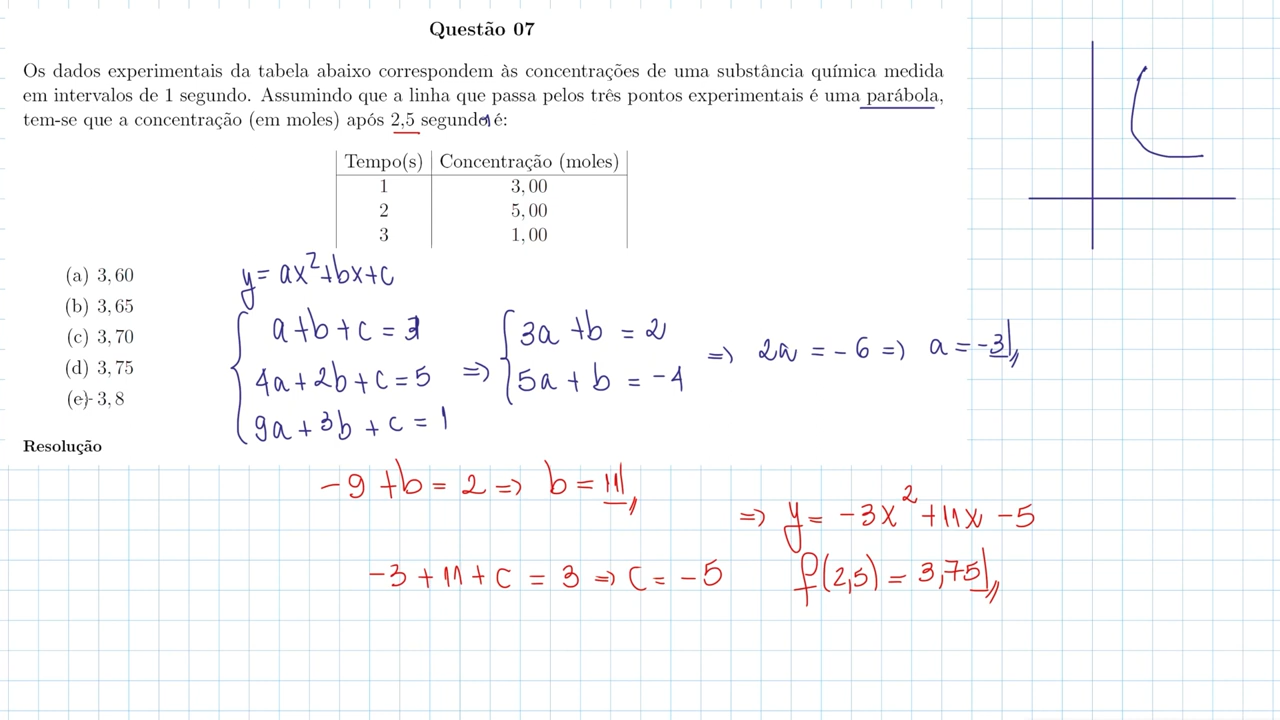 Questão 07
Os dados experimentais da tabela abaixo correspondem às concentrações de uma substância química medida
em intervalos de 1 segundo. Assumindo que a linha que passa pelos três pontos experimentais é uma parábola,
tem-se que a concentração (em moles) após 2,5 segundos é:
Tempo(s) Concentração (moles)
1 3,00
2 5,00
3 1,00
(a) 3,60
(b) 3,65
(c) 3,70
(d) 3,75
(e) 3,8
y = ax²+bx+c
a+b+c = 3
4a+2b+c=5
9a+3b+c = 1
=> 3a+b = 2
5a+b = -4
=> 2a = -6 => a = -3
Resolução
-9+b = 2 => b = 11
-3+11+c = 3 => c = -5
=> y = -3x²+11x-5
f(2,5) = 3,75